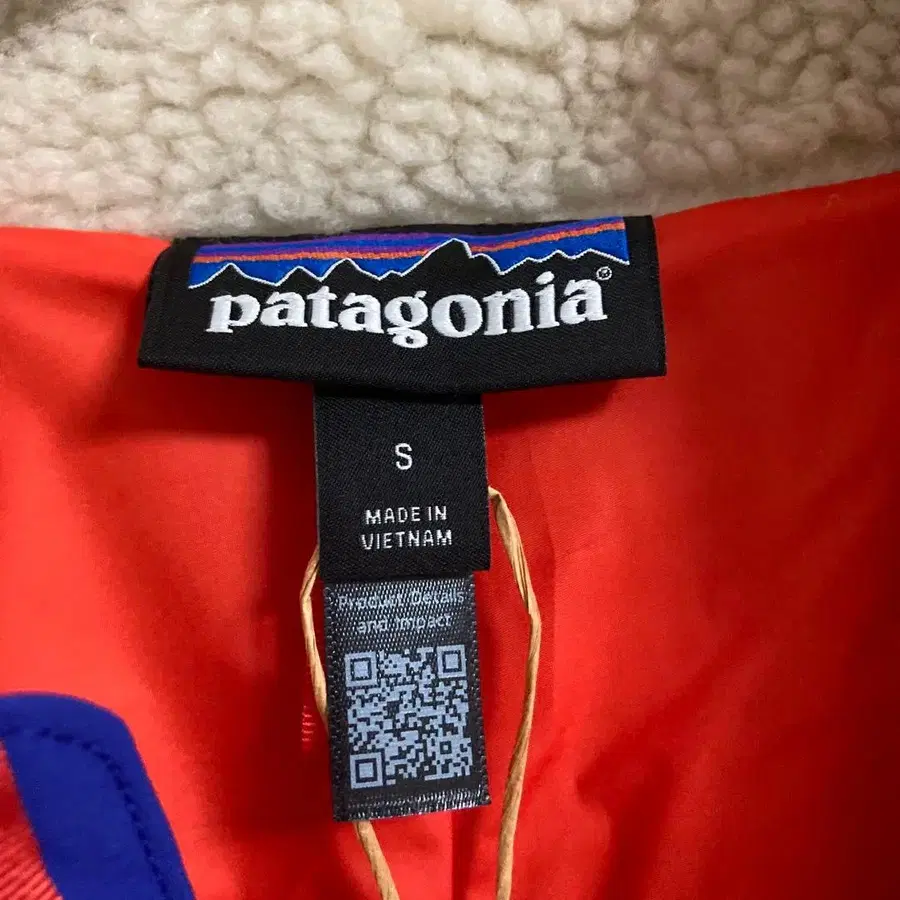 patagonia®
S
MADE IN
VIETNAM
Product Details
and Impact